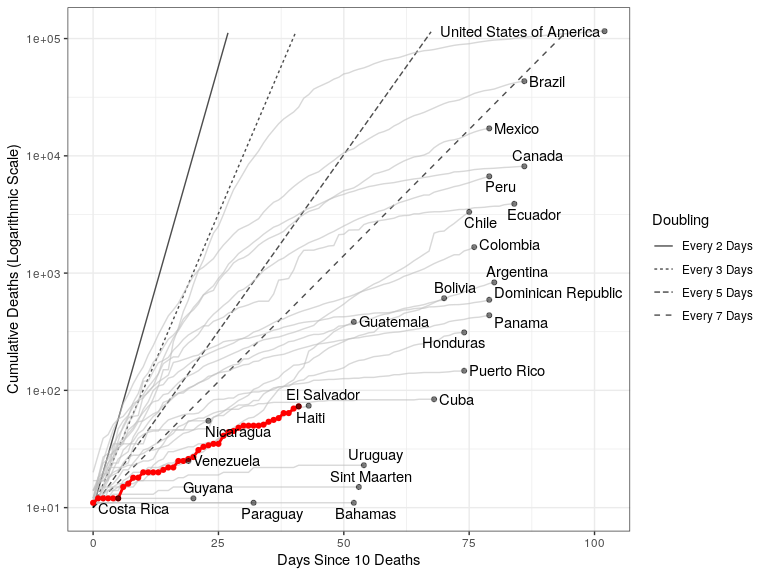 Cumulative Deaths (Logarithmic Scale)
1e+05
1e+04
1e+03
1e+02
1e+01
United States of America
Brazil
Mexico
Canada
Peru
Ecuador
Chile
Colombia
Argentina
Bolivia
Dominican Republic
Guatemala
Panama
Honduras
Puerto Rico
El Salvador
Cuba
Haiti
Nicaragua
Uruguay
Venezuela
Sint Maarten
Guyana
Costa Rica
Paraguay
Bahamas
0
25
50
75
100
Days Since 10 Deaths
Doubling
Every 2 Days
Every 3 Days
Every 5 Days
Every 7 Days